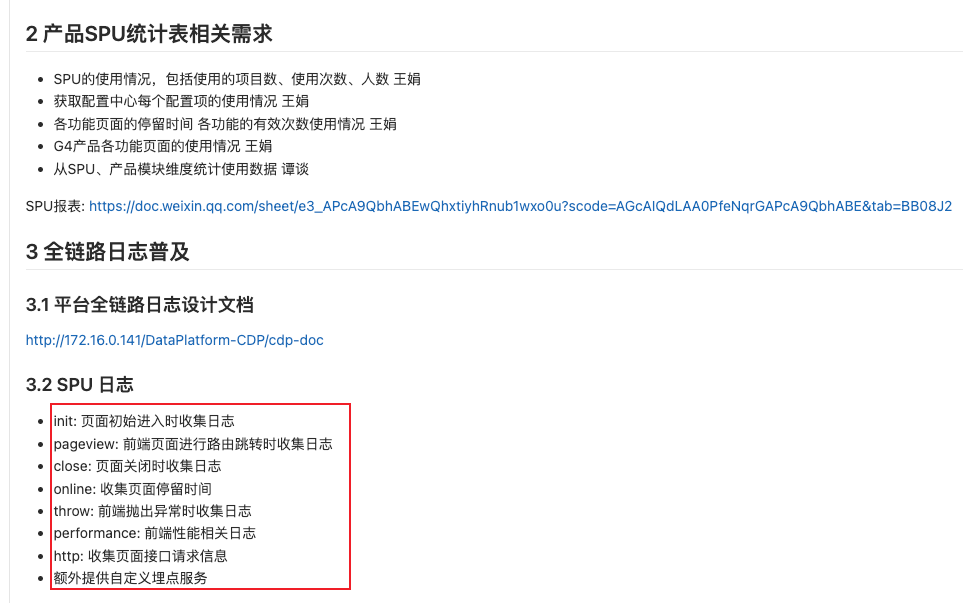 2 产品SPU统计表相关需求
SPU的使用情况，包括使用的项目数、使用次数、人数 王娟
获取配置中心每个配置项的使用情况 王娟
各功能页面的停留时间 各功能的有效次数使用情况 王娟
G4产品各功能页面的使用情况 王娟
从SPU、产品模块维度统计使用数据 谭谈
SPU报表: https://doc.weixin.qq.com/sheet/e3_APcA9QbhABEwQhxtiyhRnub1wxo0u?scode=AGcAlQdLAA0PfeNqrGAPcA9QbhABE&tab=BB08J2
3 全链路日志普及
3.1 平台全链路日志设计文档
http://172.16.0.141/DataPlatform-CDP/cdp-doc
3.2 SPU 日志
init: 页面初始进入时收集日志
pageview: 前端页面进行路由跳转时收集日志
close: 页面关闭时收集日志
online: 收集页面停留时间
throw: 前端抛出异常时收集日志
performance: 前端性能相关日志
http: 收集页面接口请求信息
额外提供自定义埋点服务